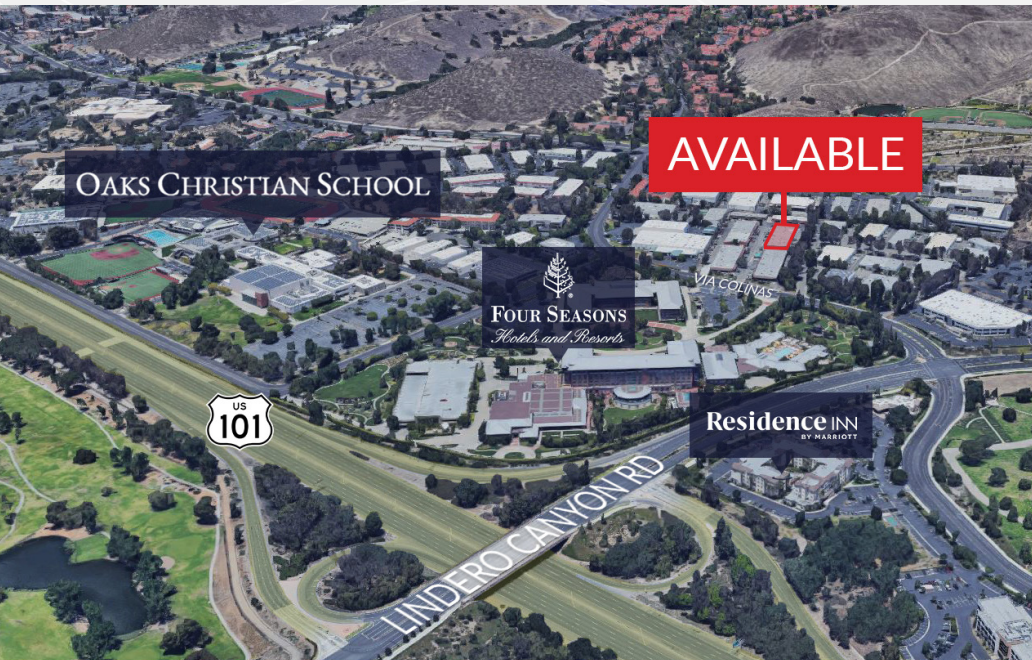 AVAILABLE
OAKS CHRISTIAN SCHOOL
FOUR SEASONS
Hotels and Resorts
VIA COLINAS
US
101
Residence INN
BY MARRIOTT
LINDERO CANYON RD